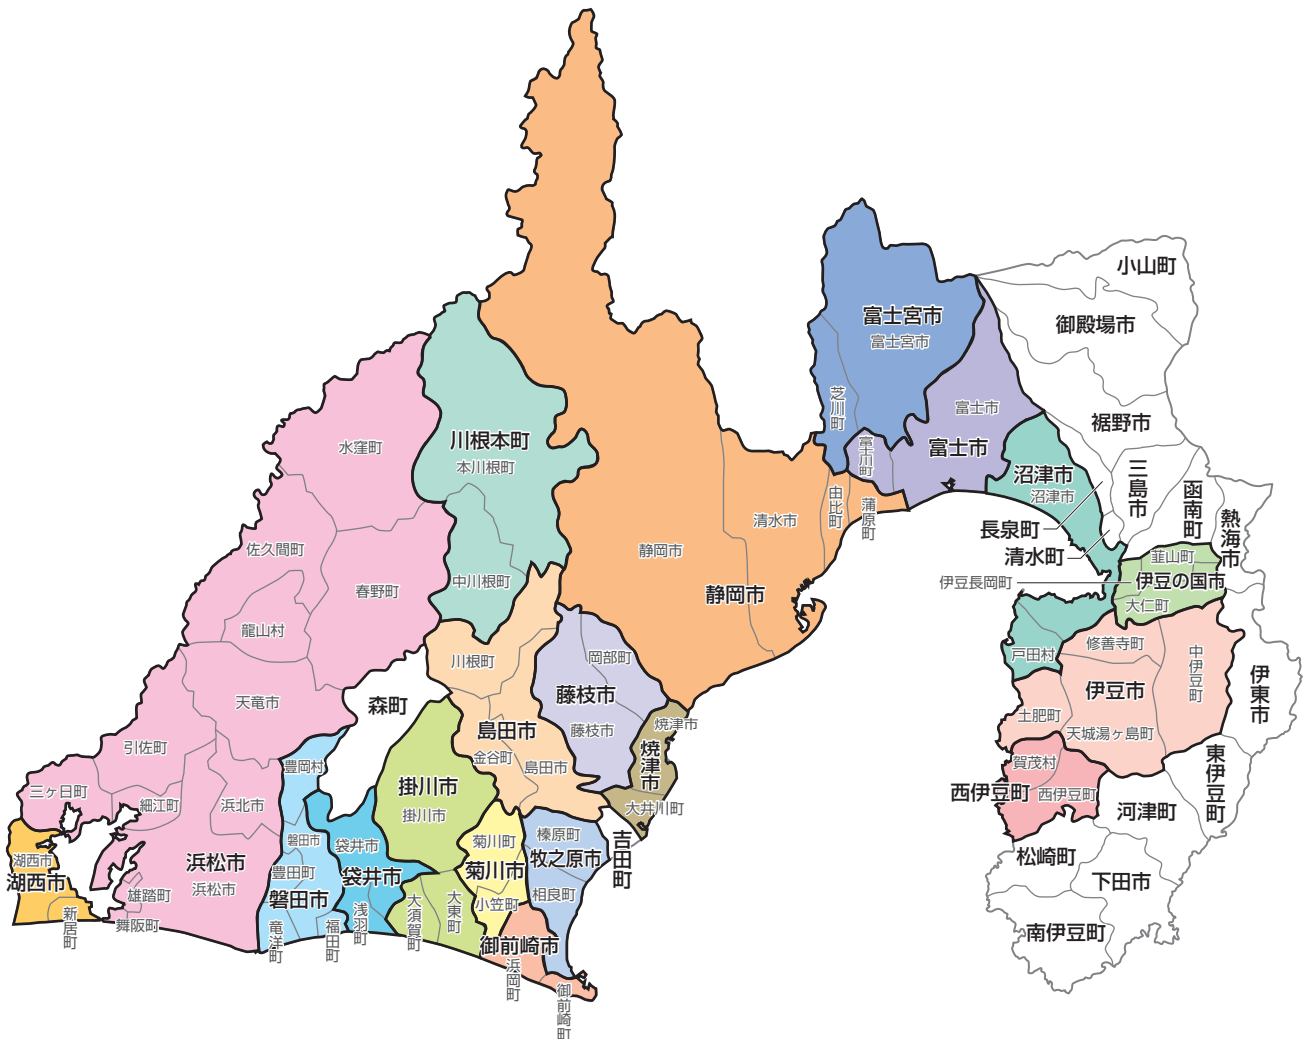 小山町
御殿場市
富士宮市
富士宮市
芝川町
富士市
富士市
富士川町
裾野市
三島市
函南町
熱海市
沼津市
沼津市
長泉町
清水町
川根本町
本川根町
中川根町
水窪町
佐久間町
春野町
龍山村
天竜市
引佐町
三ヶ日町
細江町
浜北市
浜松市
浜松市
雄踏町
舞阪町
湖西市
湖西市
新居町
静岡市
静岡市
清水市
由比町
蒲原町
韮山町
伊豆長岡町
伊豆の国市
大仁町
戸田村
修善寺町
中伊豆町
伊豆市
土肥町
天城湯ヶ島町
伊東市
賀茂村
西伊豆町
西伊豆町
東伊豆町
河津町
松崎町
下田市
南伊豆町
森町
川根町
島田市
金谷町
島田市
岡部町
藤枝市
藤枝市
焼津市
焼津市
大井川町
吉田町
豊岡村
磐田市
豊田町
磐田市
竜洋町
福田町
袋井市
袋井市
浅羽町
掛川市
掛川市
大須賀町
大東町
菊川町
菊川市
小笠町
榛原町
牧之原市
相良町
御前崎市
浜岡町
御前崎町